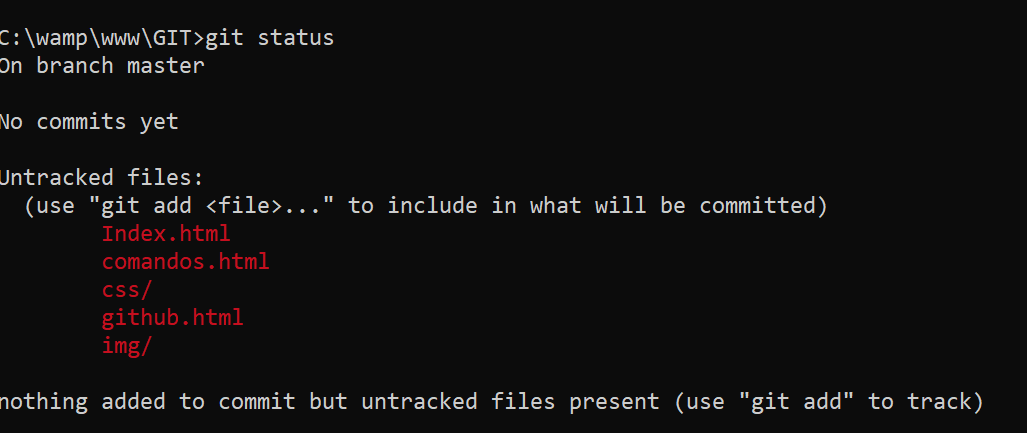 C:\wamp\www\GIT>git status
On branch master
No commits yet
Untracked files:
(use "git add <file>..." to include in what will be committed)
Index.html
comandos.html
css/
github.html
img/
nothing added to commit but untracked files present (use "git add" to track)